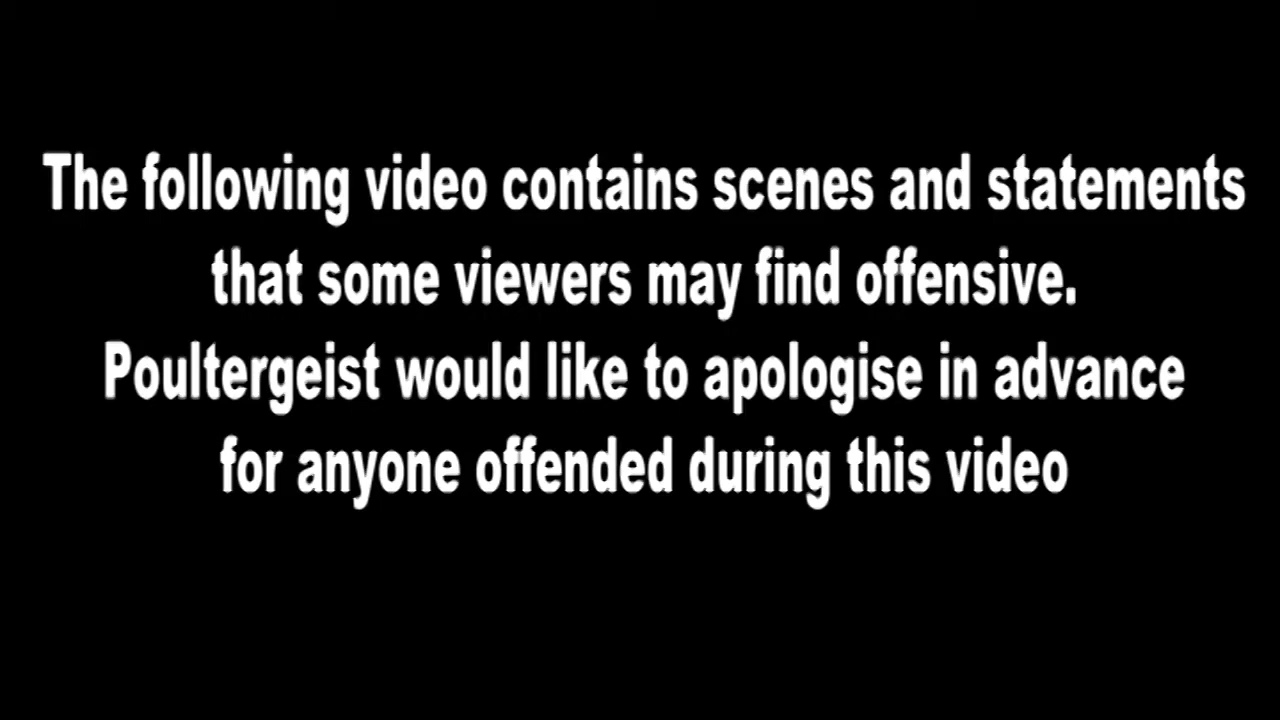 The following video contains scenes and statements
that some viewers may find offensive.
Poultergeist would like to apologise in advance
for anyone offended during this video